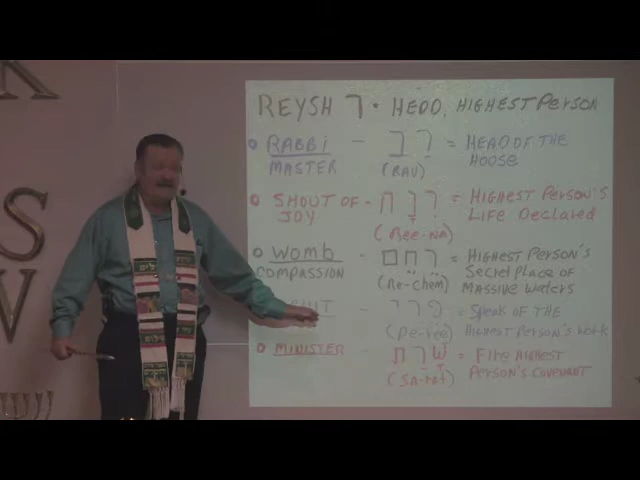 REYSH ר • HEAD, HIGHEST PERSON
RABBI – רב = HEAD OF THE
MASTER (RAV) HOUSE
SHOUT OF - = HIGHEST PERSON'S
JOY (Ree-na) LIFE DECLARED
WOMB - רחם = HIGHEST PERSON'S
COMPASSION (Re-chem) SECRET PLACE OF
MASSIVE WATERS
- פרי = SPEAK OF THE
(Pe-ree) HIGHEST PERSON'S WORK
MINISTER שרת = FIRE HIGHEST
(Sa-rat) PERSON'S COVENANT
K
S
V